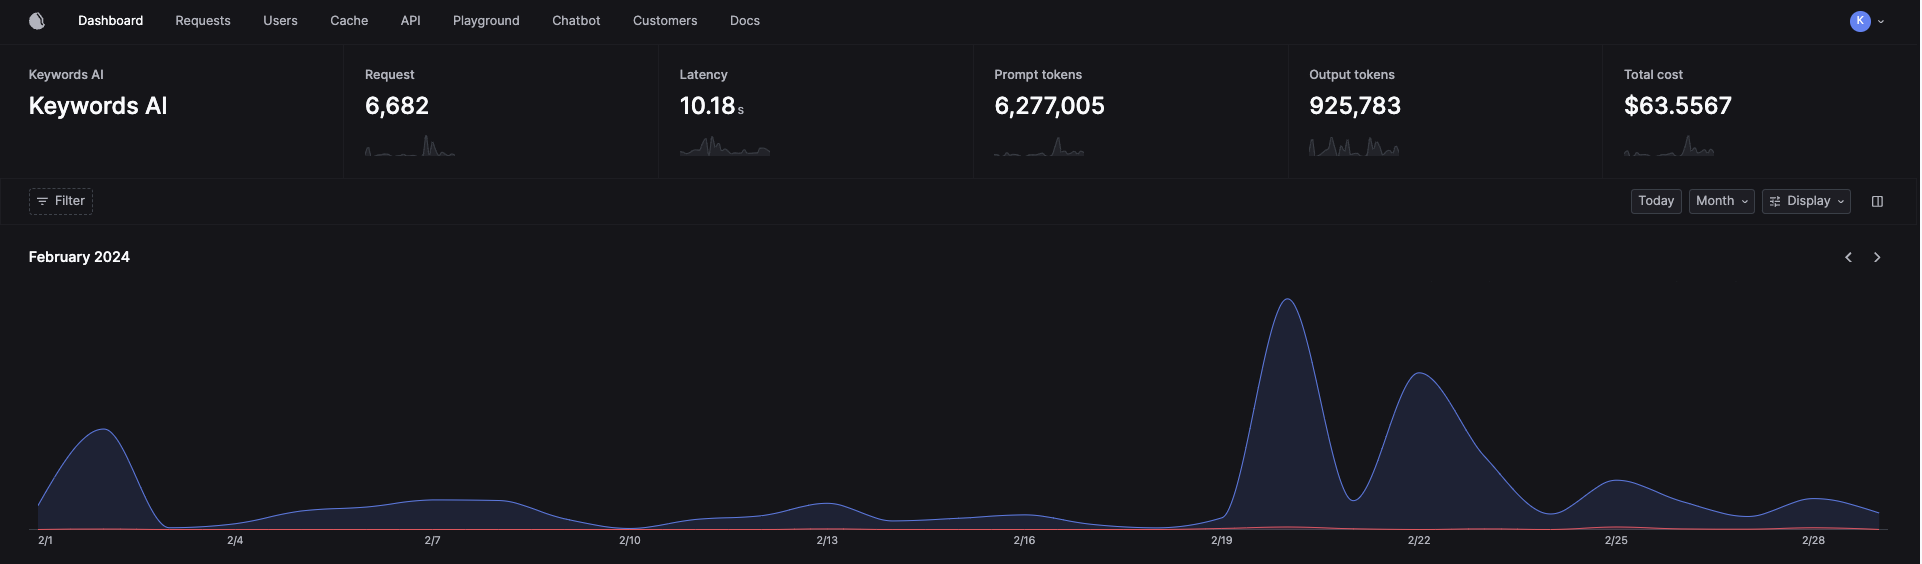 Dashboard Requests Users Cache API Playground Chatbot Customers Docs K
Keywords AI Request Latency Prompt tokens Output tokens Total cost
Keywords AI 6,682 10.18 s 6,277,005 925,783 $63.5567
Filter Today Month Display
February 2024
2/1 2/4 2/7 2/10 2/13 2/16 2/19 2/22 2/25 2/28